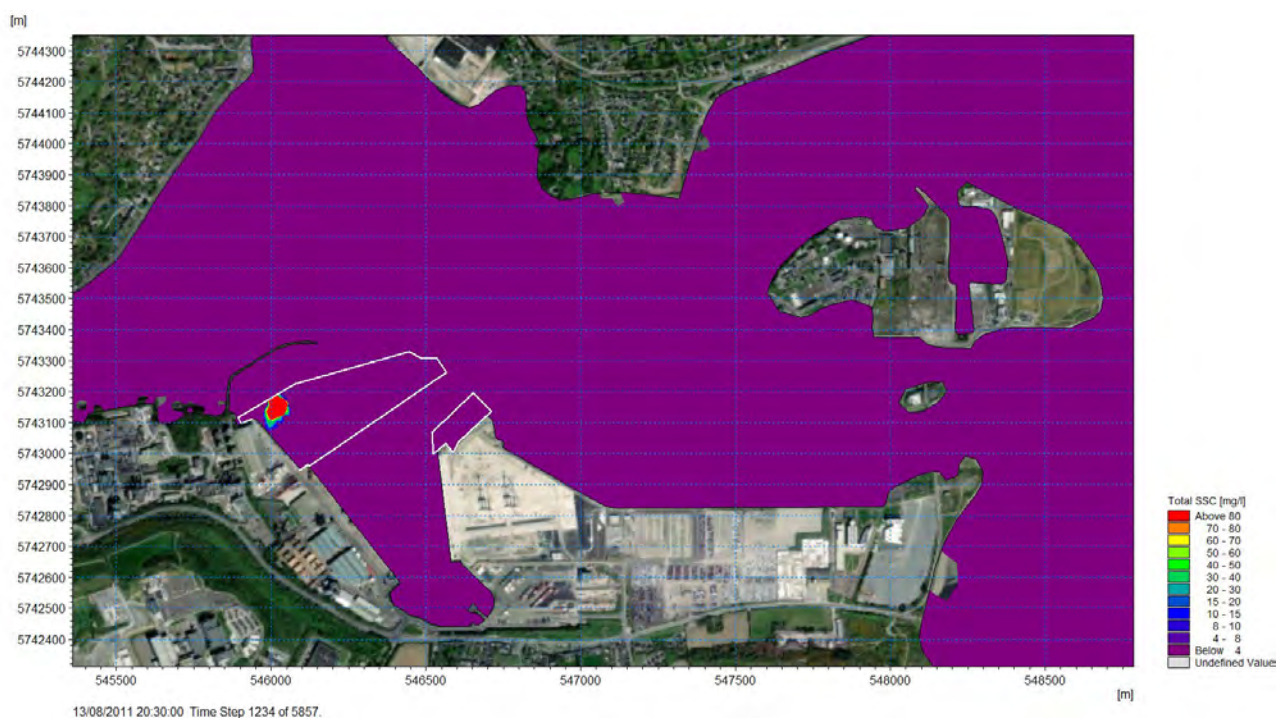 [m]
5744300
5744200
5744100
5744000
5743900
5743800
5743700
5743600
5743500
5743400
5743300
5743200
5743100
5743000
5742900
5742800
5742700
5742600
5742500
5742400
545500 546000 546500 547000 547500 548000 548500
[m]
Total SSC [mg/l]
Above 80
70 - 80
60 - 70
50 - 60
40 - 50
30 - 40
20 - 30
15 - 20
10 - 15
8 - 10
4 - 8
Below 4
Undefined Values
13/08/2011 20:30:00 Time Step 1234 of 5857.